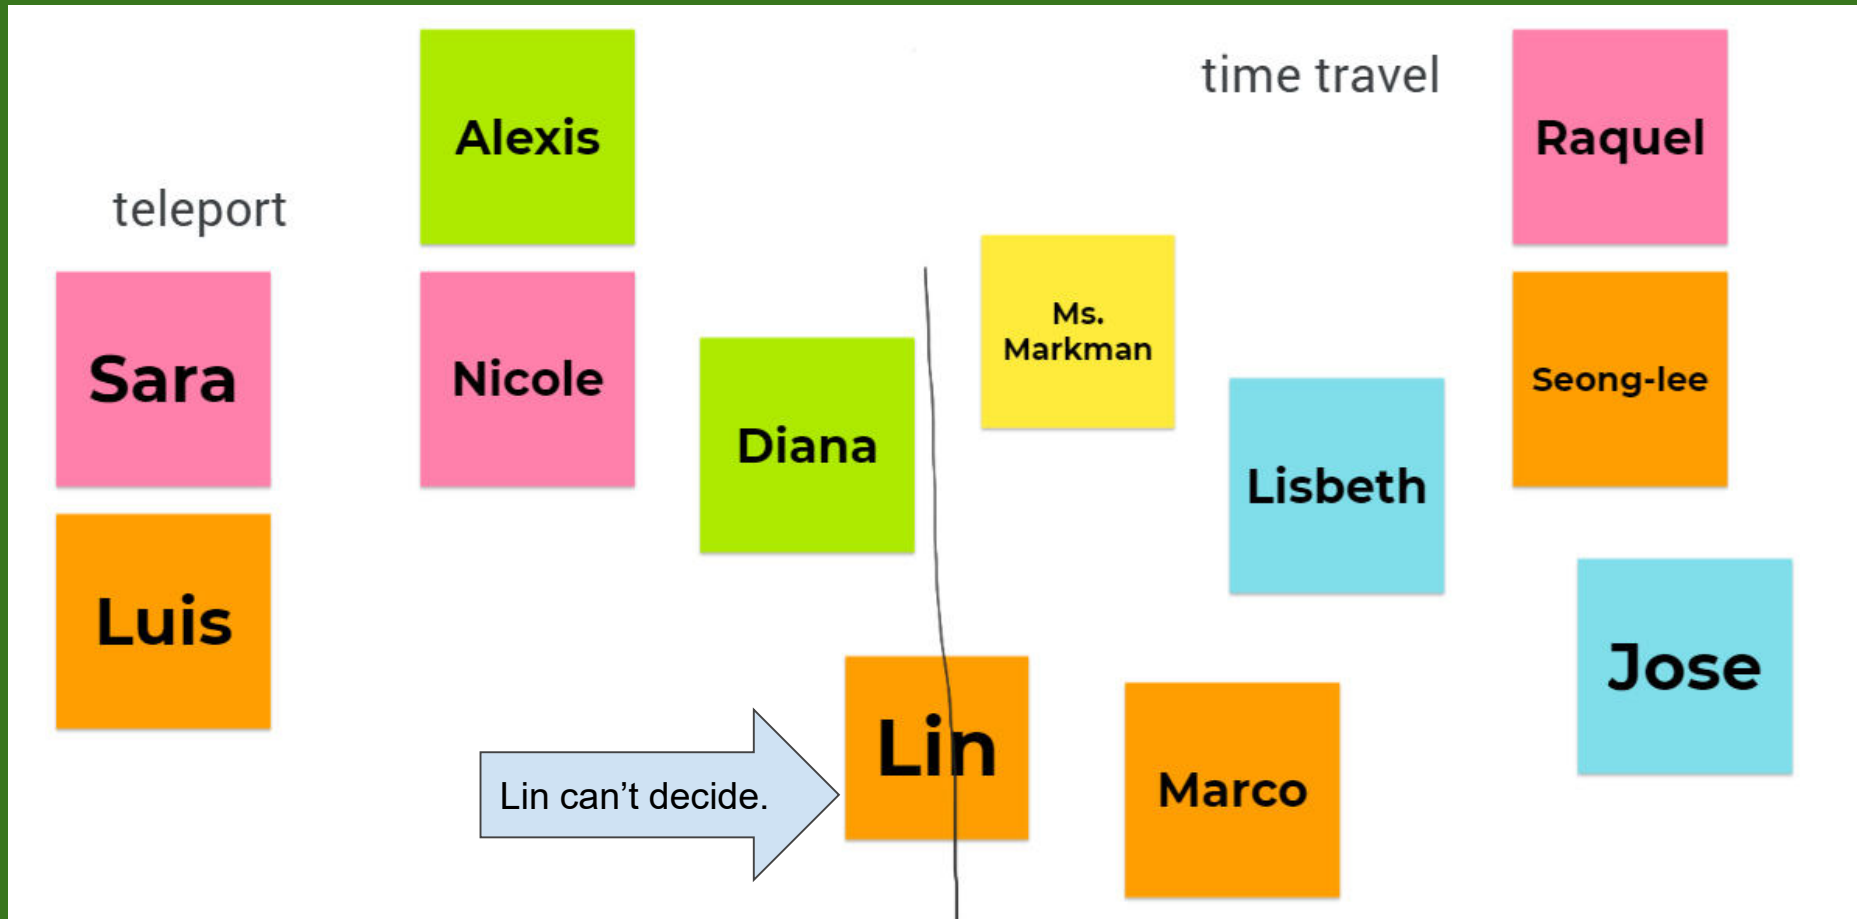 teleport
Alexis
Sara
Nicole
Luis
Diana
Lin can’t decide.
Lin
time travel
Raquel
Ms.
Markman
Seong-lee
Lisbeth
Jose
Marco